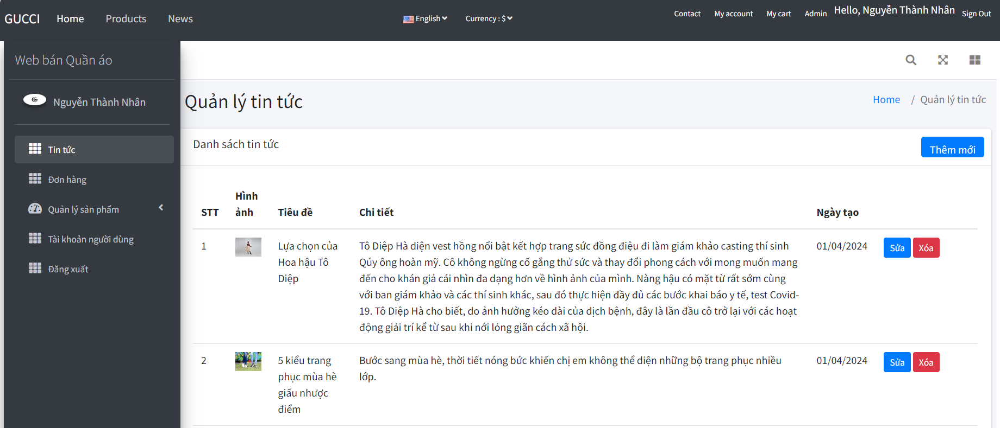 GUCCI Home Products News English Currency : $ Contact My account My cart Admin Hello, Nguyễn Thành Nhân Sign Out
Web bán Quần áo
Nguyễn Thành Nhân
Tin tức
Đơn hàng
Quản lý sản phẩm
Tài khoản người dùng
Đăng xuất
Quản lý tin tức
Home / Quản lý tin tức
Danh sách tin tức
Thêm mới
STT Hình ảnh Tiêu đề Chi tiết Ngày tạo
1
Lựa chọn của
Hoa hậu Tô
Diệp
Tô Diệp Hà diện vest hồng nổi bật kết hợp trang sức đồng điệu đi làm giám khảo casting thí sinh
Qúy ông hoàn mỹ. Cô không ngừng cố gắng thử sức và thay đổi phong cách với mong muốn mang
đến cho khán giả cái nhìn đa dạng hơn về hình ảnh của mình. Nàng hậu có mặt từ rất sớm cùng
với ban giám khảo và các thí sinh khác, sau đó thực hiện đầy đủ các bước khai báo y tế, test Covid-
19. Tô Diệp Hà cho biết, do ảnh hưởng kéo dài của dịch bệnh, đây là lần đầu cô trở lại với các hoạt
động giải trí kể từ sau khi nới lỏng giãn cách xã hội.
01/04/2024
Sửa Xóa
2
5 kiểu trang
phục mùa hè
giấu nhược
điểm
Bước sang mùa hè, thời tiết nóng bức khiến chị em không thể diện những bộ trang phục nhiều
lớp.
01/04/2024
Sửa Xóa